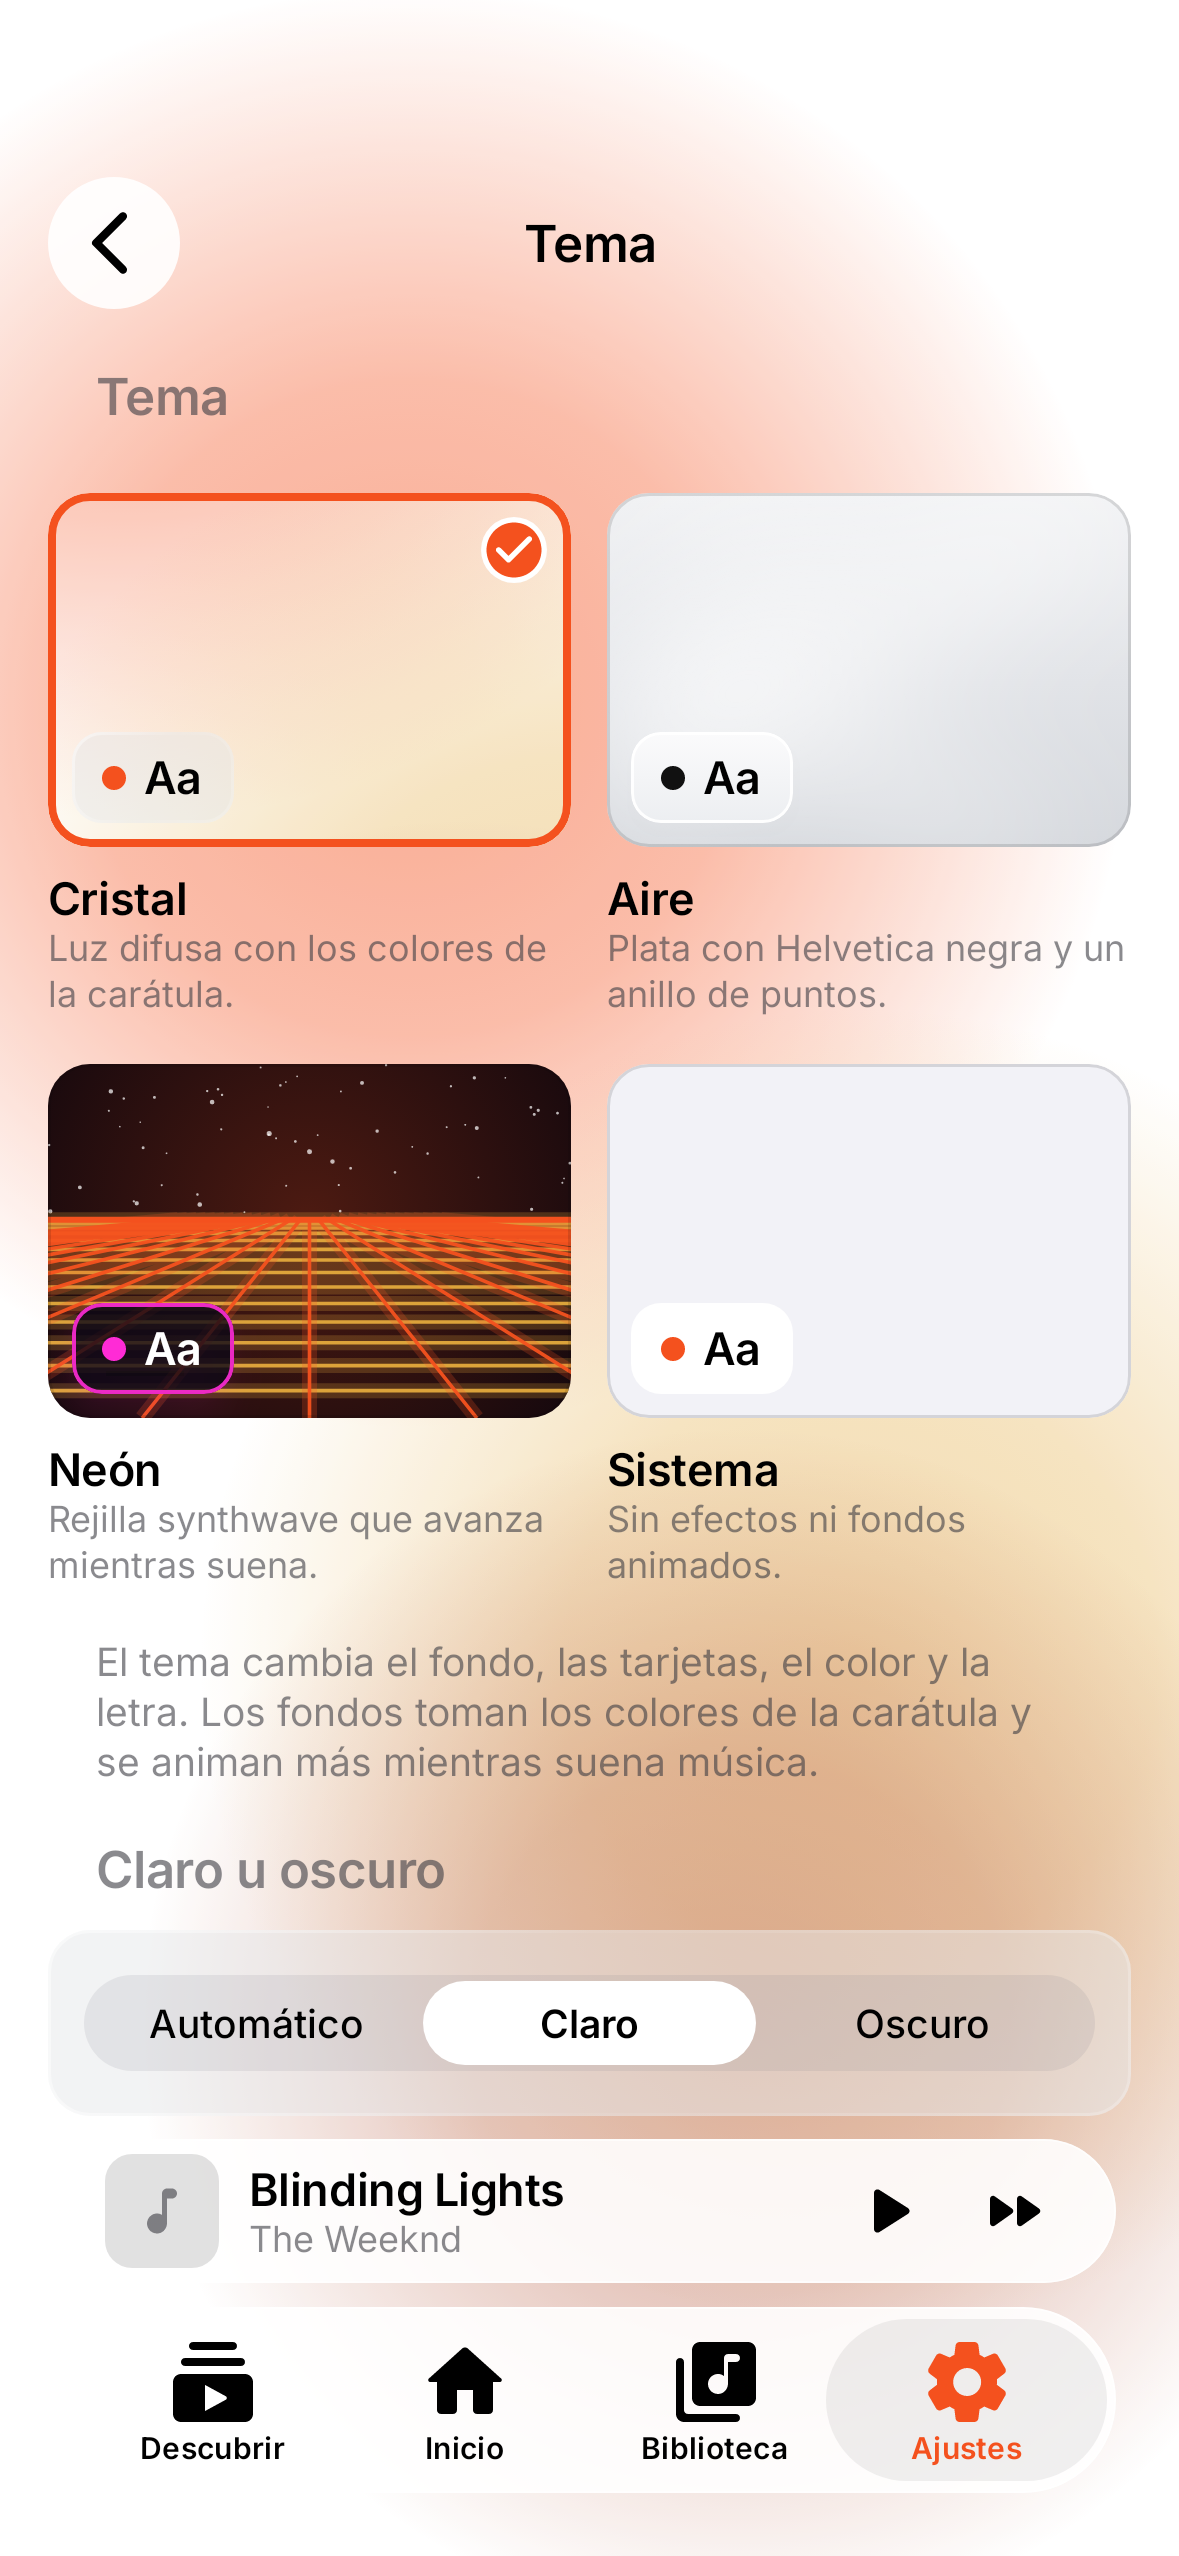 Tema
Tema
Aa
Aa
Cristal
Luz difusa con los colores de
la carátula.
Aire
Plata con Helvetica negra y un
anillo de puntos.
Aa
Aa
Neón
Rejilla synthwave que avanza
mientras suena.
Sistema
Sin efectos ni fondos
animados.
El tema cambia el fondo, las tarjetas, el color y la
letra. Los fondos toman los colores de la carátula y
se animan más mientras suena música.
Claro u oscuro
Automático
Claro
Oscuro
Blinding Lights
The Weeknd
Descubrir
Inicio
Biblioteca
Ajustes